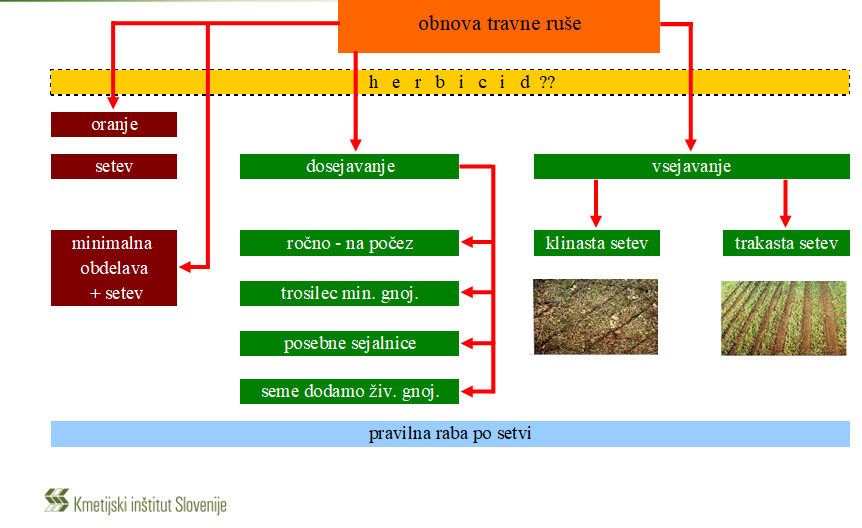 obnova travne ruše
h e r b i c i d ??
oranje
setev
dosejavanje
vsejavanje
minimalna
obdelava
+ setev
ročno - na počez
klinasta setev
trakasta setev
trosilec min. gnoj.
posebne sejalnice
seme dodamo živ. gnoj.
pravilna raba po setvi
Kmetijski inštitut Slovenije